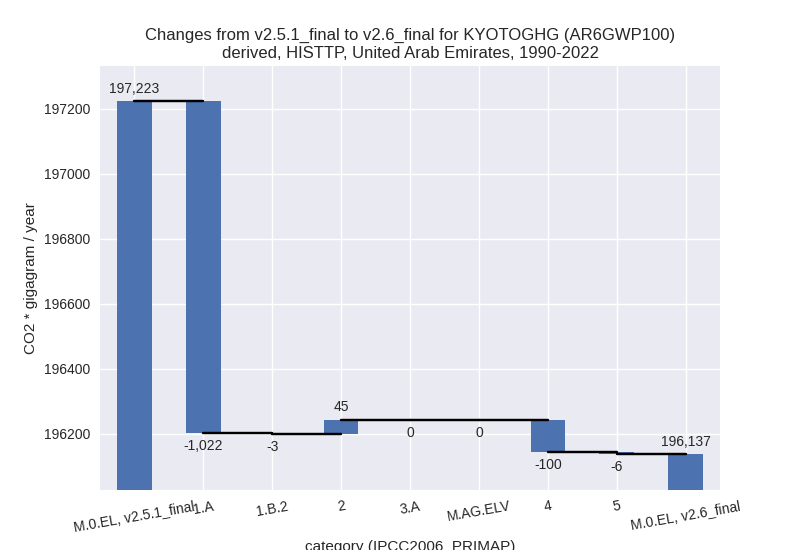 Changes from v2.5.1_final to v2.6_final for KYOTOGHG (AR6GWP100)
derived, HISTTP, United Arab Emirates, 1990-2022
197,223
197200
197000
196800
196600
196400
196200
CO2 * gigagram / year
-1,022
-3
45
0
0
-100
-6
196,137
M.0.EL, v2.5.1_final
1.A
1.B.2
2
3.A
M.AG.ELV
4
5
M.0.EL, v2.6_final
category (IPCC2006_PRIMAP)